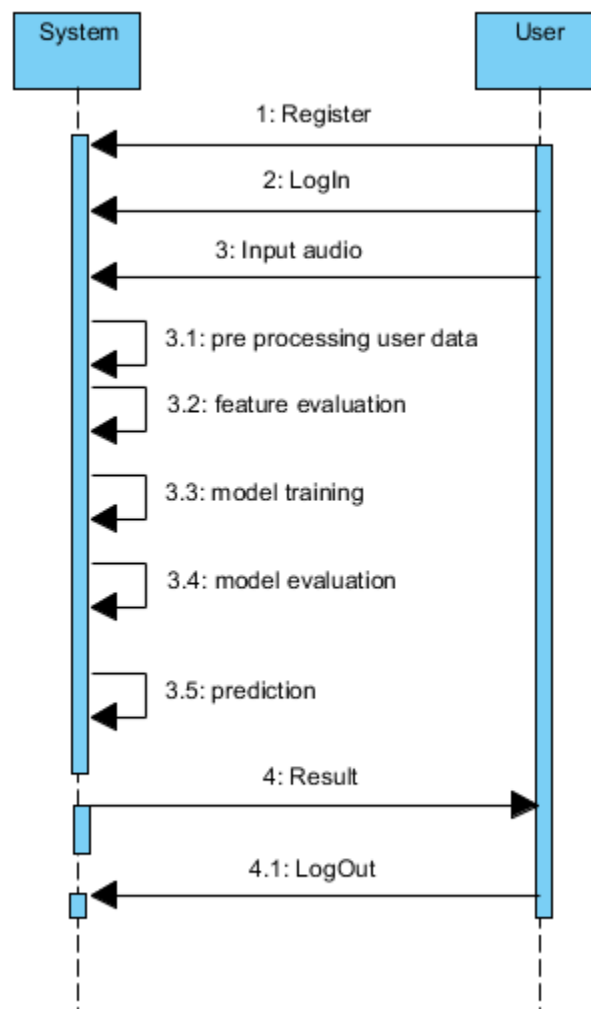 System
User
1: Register
2: LogIn
3: Input audio
3.1: pre processing user data
3.2: feature evaluation
3.3: model training
3.4: model evaluation
3.5: prediction
4: Result
4.1: LogOut